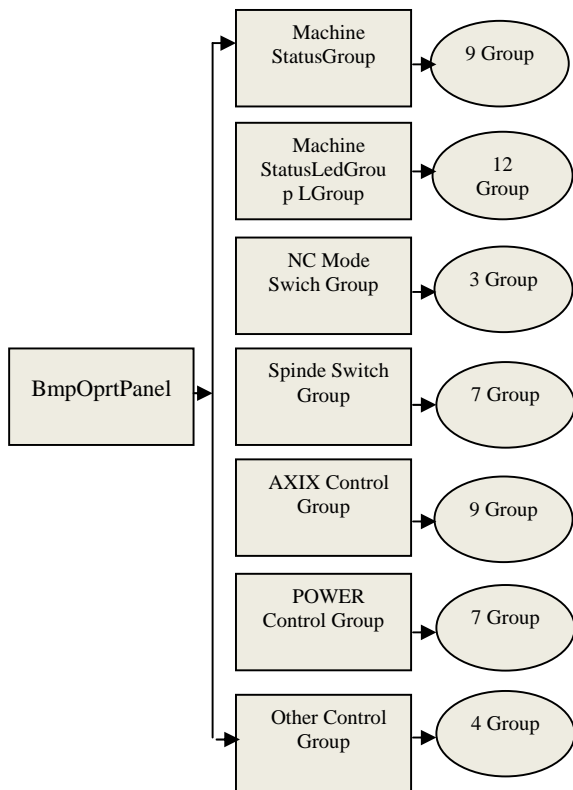 Machine
StatusGroup
9 Group
Machine
StatusLedGrou
p LGroup
12
Group
NC Mode
Swich Group
3 Group
BmpOprtPanel
Spinde Switch
Group
7 Group
AXIX Control
Group
9 Group
POWER
Control Group
7 Group
Other Control
Group
4 Group